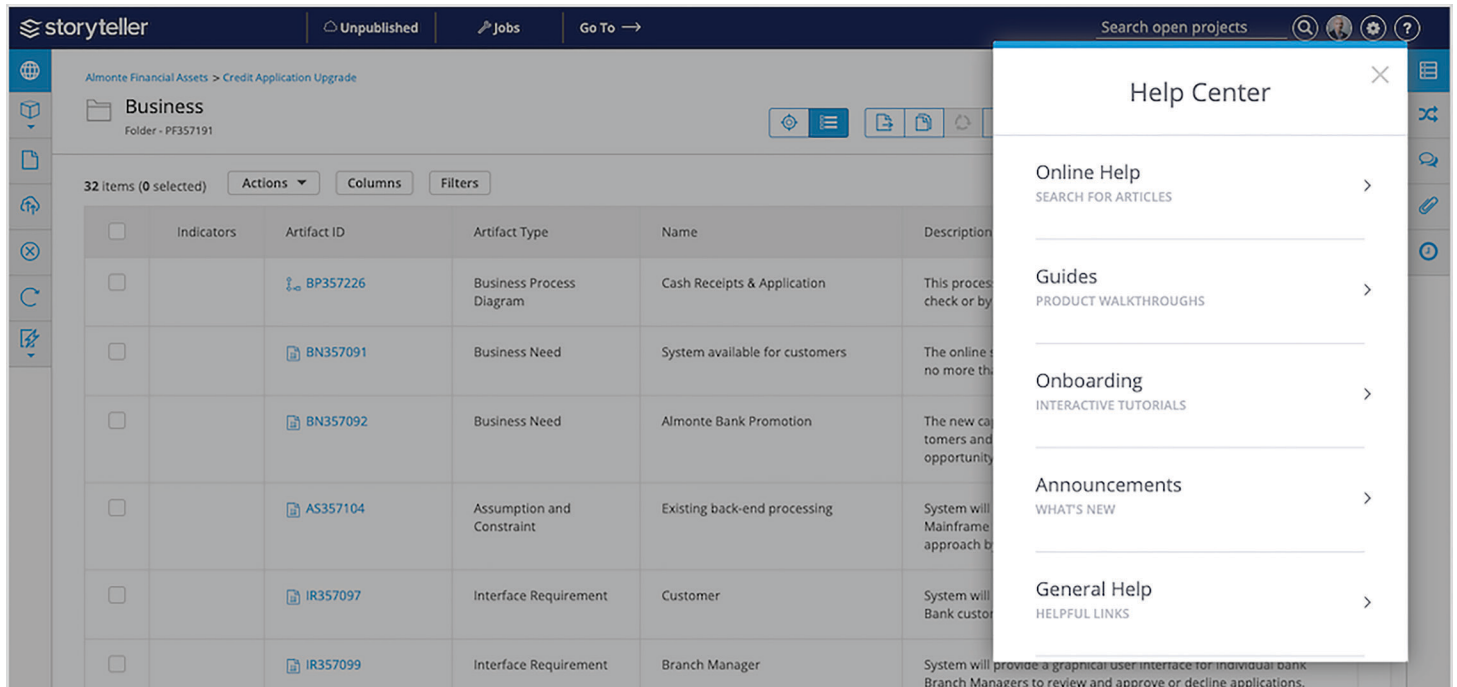 storyteller
Unpublished
Jobs
Go To
Search open projects
?
Almonte Financial Assets > Credit Application Upgrade
Business
Folder - PF357191
32 items (0 selected)
Actions
Columns
Filters
Indicators
Artifact ID
Artifact Type
Name
Description
BP357226
Business Process
Diagram
Cash Receipts & Application
This
check or by
BN357091
Business Need
System available for customers
The online
no more
BN357092
Business Need
Almonte Bank Promotion
The new
tomers and
opportunity
AS357104
Assumption and
Constraint
Existing back-end processing
System will
Mainframe
approach
IR357097
Interface Requirement
Customer
System will
Bank
IR357099
Interface Requirement
Branch Manager
System will provide a graphical user interface for individual bank
Branch Managers to review and approve or decline applications.
Help Center
Online Help
SEARCH FOR ARTICLES
Guides
PRODUCT WALKTHROUGHS
Onboarding
INTERACTIVE TUTORIALS
Announcements
WHAT'S NEW
General Help
HELPFUL LINKS